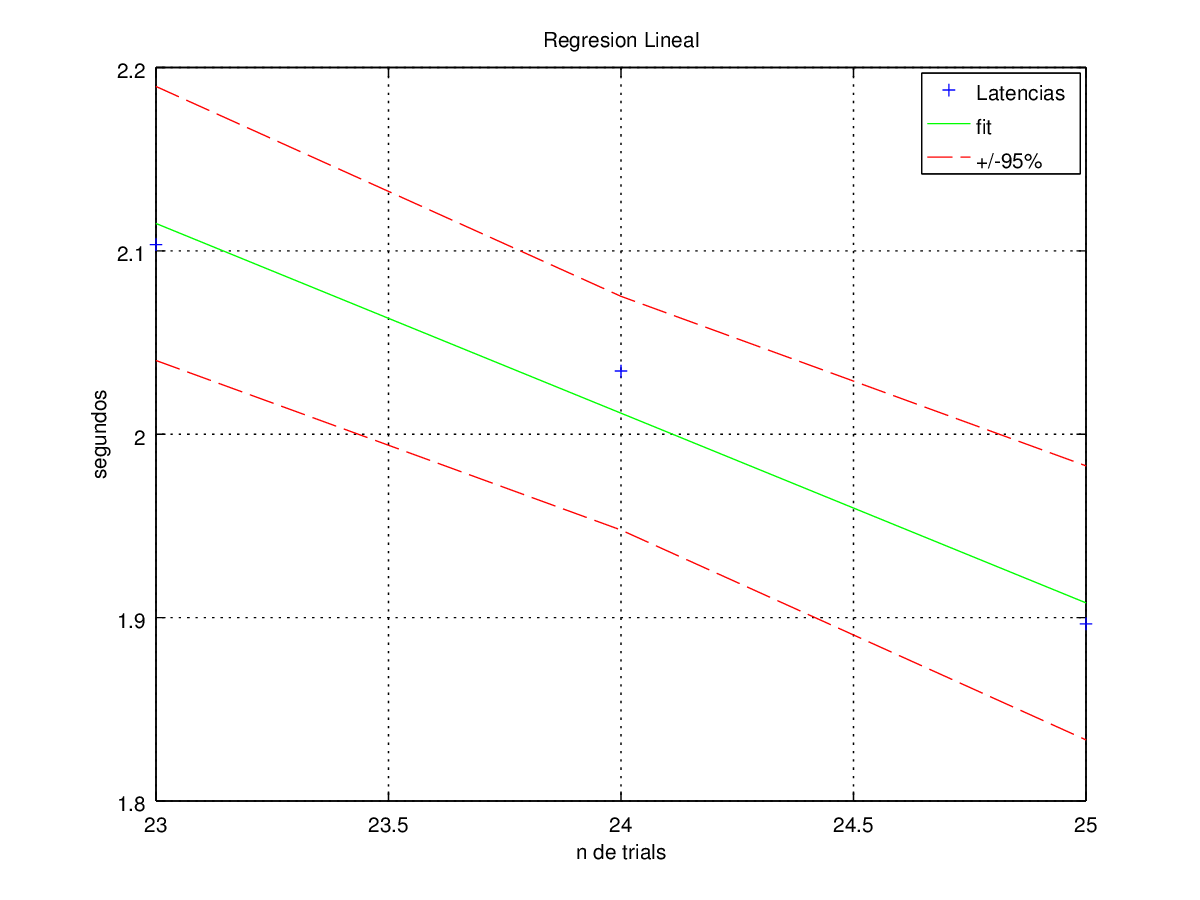 Regresion Lineal
2.2
2.1
2
1.9
1.8
segundos
23
23.5
24
24.5
25
n de trials
Latencias
fit
+/-95%